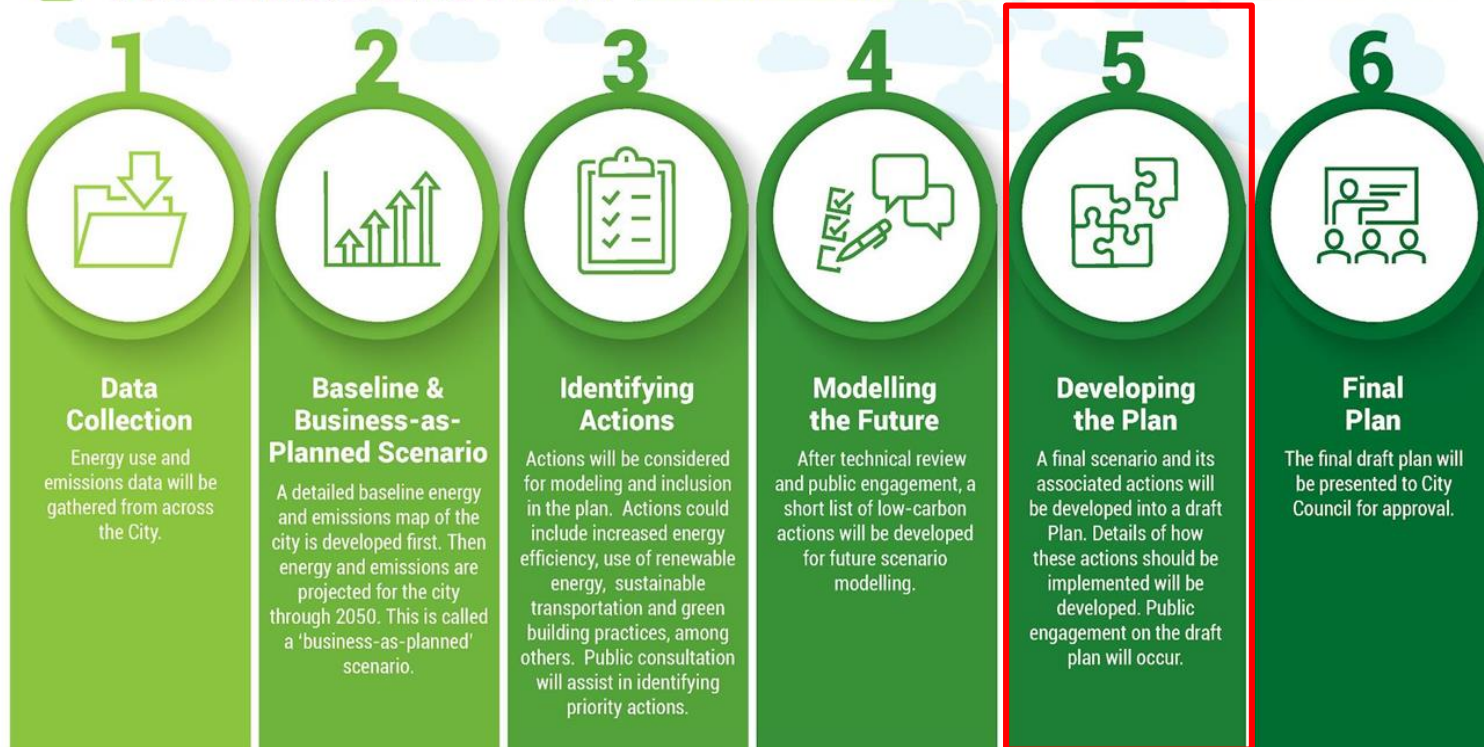 1
Data
Collection
Energy use and
emissions data will be
gathered from across
the City.
2
Baseline &
Business-as-
Planned Scenario
A detailed baseline energy
and emissions map of the
city is developed first. Then
energy and emissions are
projected for the city
through 2050. This is called
a ‘business-as-planned’
scenario.
3
Identifying
Actions
Actions will be considered
for modeling and inclusion
in the plan. Actions could
include increased energy
efficiency, use of renewable
energy, sustainable
transportation and green
building practices, among
others. Public consultation
will assist in identifying
priority actions.
4
Modelling
the Future
After technical review
and public engagement, a
short list of low-carbon
actions will be developed
for future scenario
modelling.
5
Developing
the Plan
A final scenario and its
associated actions will
be developed into a draft
Plan. Details of how
these actions should be
implemented will be
developed. Public
engagement on the draft
plan will occur.
6
Final
Plan
The final draft plan will
be presented to City
Council for approval.